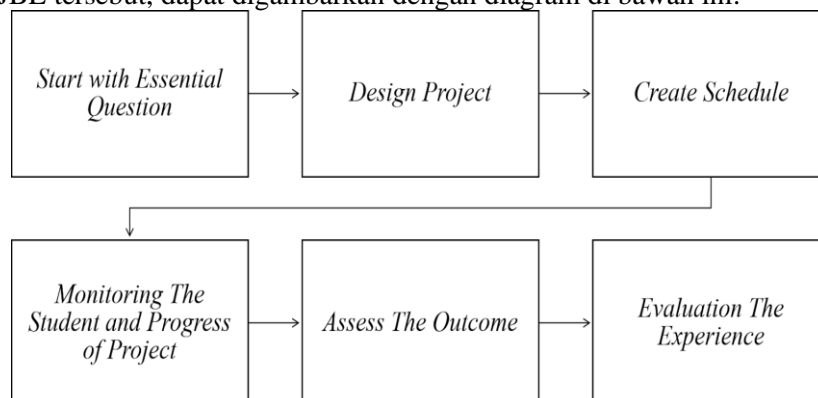 tersebut, dapat digambarkan dengan diagram di bawah ini:
Start with Essential
Question
Design Project
Create Schedule
Monitoring The
Student and Progress
of Project
Assess The Outcome
Evaluation The
Experience